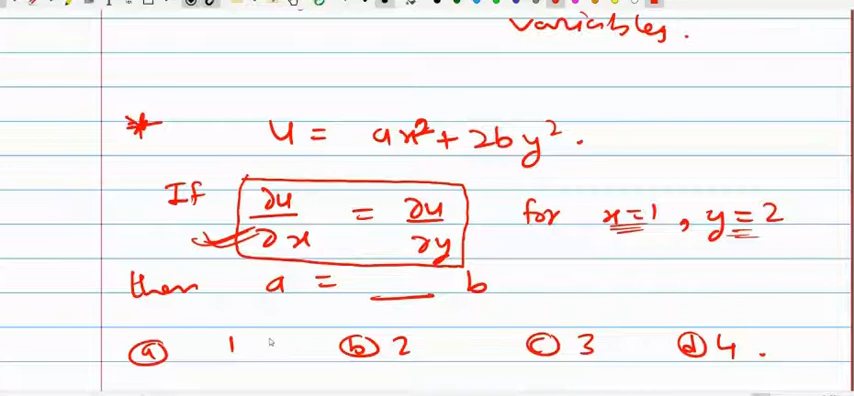 variables.
* u = ax² + 2by².
If ∂u/∂x = ∂u/∂y for x=1, y=2
then a = ___ b
(a) 1 (b) 2 (c) 3 (d) 4.